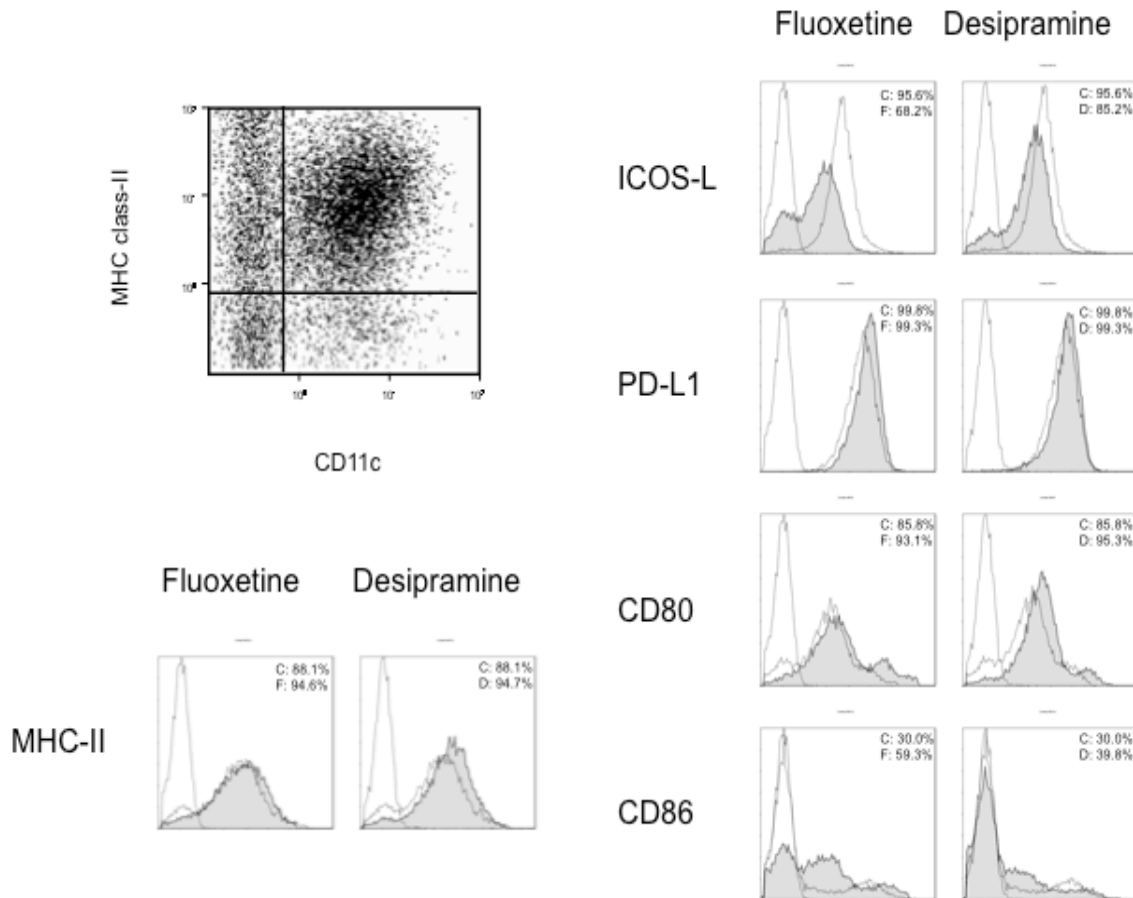 Fluoxetine Desipramine
MHC class-II
CD11c
ICOS-L
C: 95.6%
F: 68.2%
C: 95.6%
D: 85.2%
PD-L1
C: 99.8%
F: 99.3%
C: 99.8%
D: 99.3%
CD80
C: 85.8%
F: 93.1%
C: 85.8%
D: 95.3%
CD86
C: 30.0%
F: 59.3%
C: 30.0%
D: 39.8%
Fluoxetine Desipramine
MHC-II
C: 88.1%
F: 94.6%
C: 88.1%
D: 94.7%